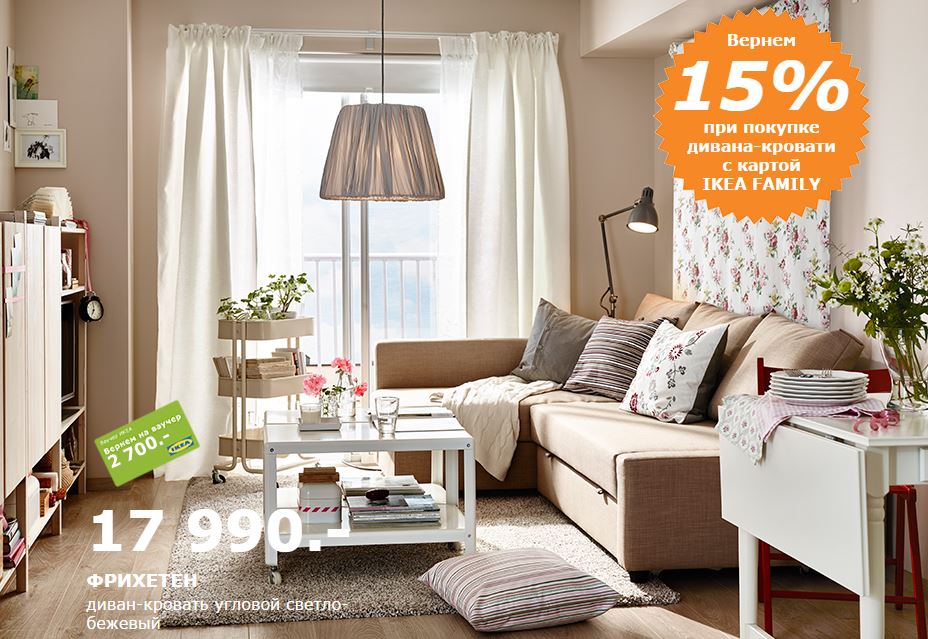 Вернем
15%
при покупке
дивана-кровати
с картой
IKEA FAMILY
Вернем на ваучер
2 700.-
IKEA
17 990.-
ФРИХЕТЕН
диван-кровать угловой светло-
бежевый